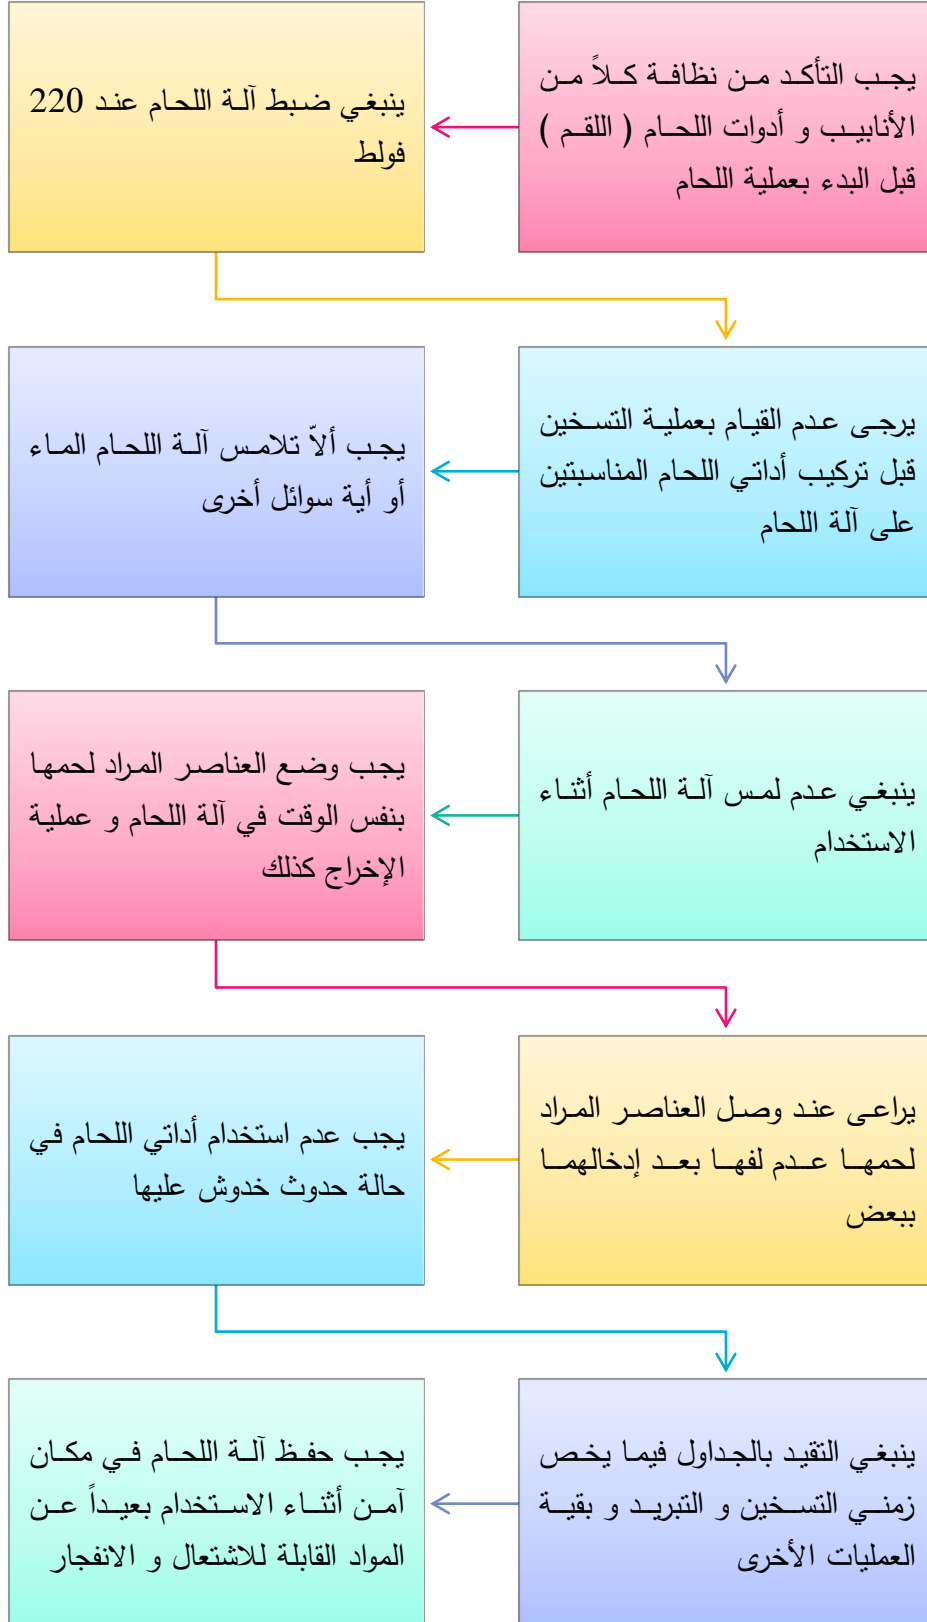 يجب التأكد من نظافة كلاً من
الأنابيب و أدوات اللحام ( اللقم )
قبل البدء بعملية اللحام
ينبغي ضبط آلة اللحام عند 220
فولط
يرجى عدم القيام بعملية التسخين
قبل تركيب أداتي اللحام المناسبتين
على آلة اللحام
يجب ألاّ تلامس آلة اللحام الماء
أو أية سوائل أخرى
ينبغي عدم لمس آلة اللحام أثناء
الاستخدام
يجب وضع العناصر المراد لحمها
بنفس الوقت في آلة اللحام و عملية
الإخراج كذلك
يراعى عند وصل العناصر المراد
لحمها عدم لفها بعد إدخالهما
ببعض
يجب عدم استخدام أداتي اللحام في
حالة حدوث خدوش عليها
ينبغي التقيد بالجداول فيما يخص
زمني التسخين و التبريد و بقية
العمليات الأخرى
يجب حفظ آلة اللحام في مكان
آمن أثناء الاستخدام بعيداً عن
المواد القابلة للاشتعال و الانفجار